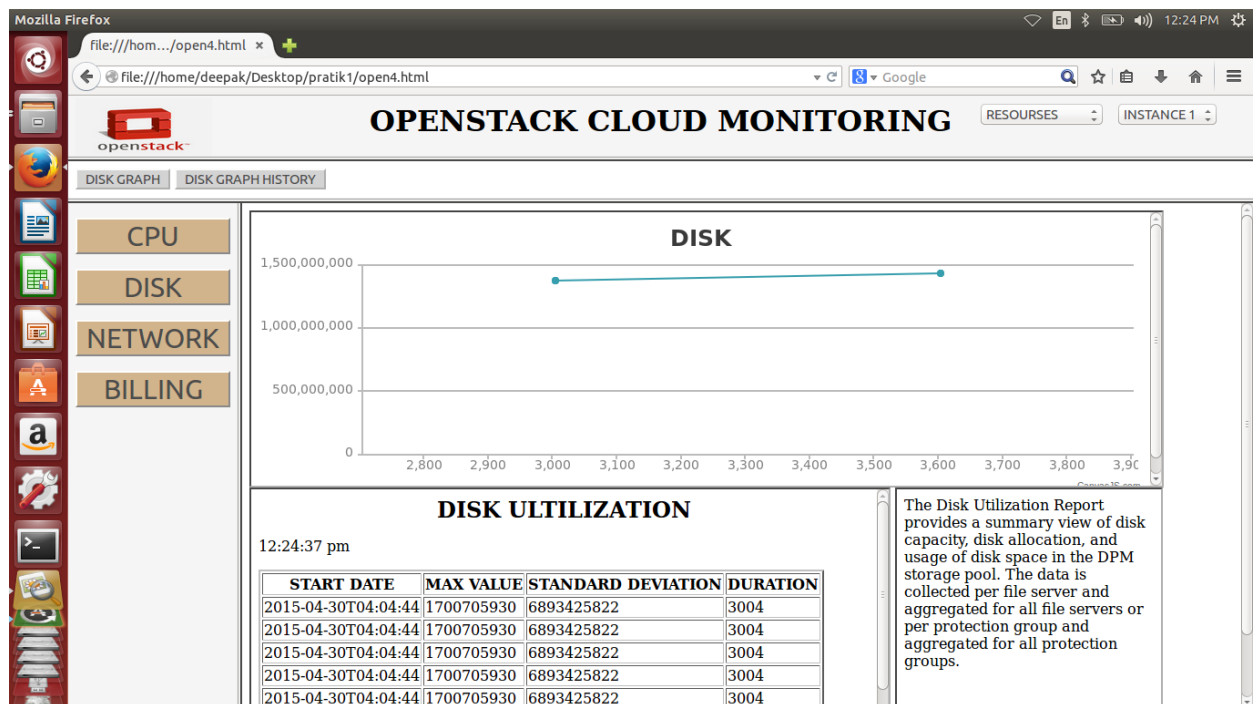 Mozilla Firefox
En
12:24 PM
file:///hom.../open4.html
file:///home/deepak/Desktop/pratik1/open4.html
Google
openstack
OPENSTACK CLOUD MONITORING
RESOURSES
INSTANCE 1
DISK GRAPH
DISK GRAPH HISTORY
CPU
DISK
NETWORK
BILLING
DISK
1,500,000,000
1,000,000,000
500,000,000
0
2,800 2,900 3,000 3,100 3,200 3,300 3,400 3,500 3,600 3,700 3,800 3,90
CanvasJS.com
DISK ULTILIZATION
12:24:37 pm
START DATE MAX VALUE STANDARD DEVIATION DURATION
2015-04-30T04:04:44 1700705930 6893425822 3004
2015-04-30T04:04:44 1700705930 6893425822 3004
2015-04-30T04:04:44 1700705930 6893425822 3004
2015-04-30T04:04:44 1700705930 6893425822 3004
2015-04-30T04:04:44 1700705930 6893425822 3004
The Disk Utilization Report
provides a summary view of disk
capacity, disk allocation, and
usage of disk space in the DPM
storage pool. The data is
collected per file server and
aggregated for all file servers or
per protection group and
aggregated for all protection
groups.